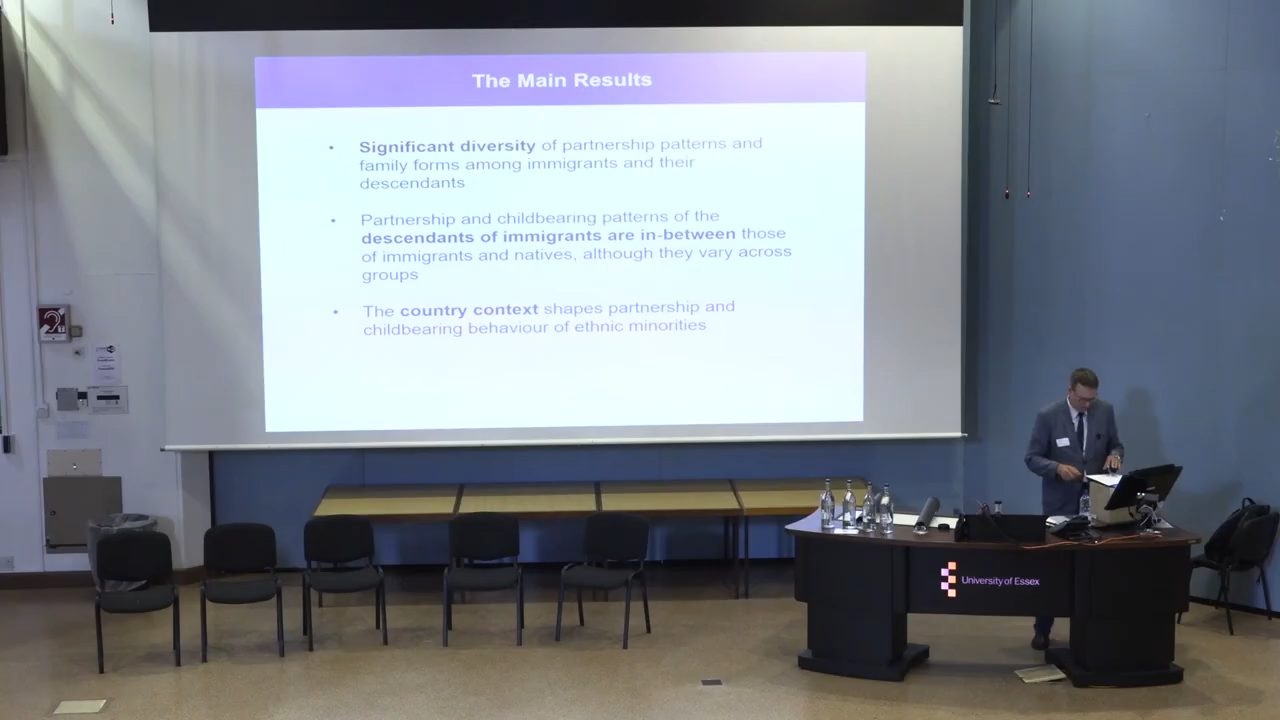 The Main Results
• Significant diversity of partnership patterns and
family forms among immigrants and their
descendants
• Partnership and childbearing patterns of the
descendants of immigrants are in-between those
of immigrants and natives, although they vary across
groups
• The country context shapes partnership and
childbearing behaviour of ethnic minorities
University of Essex